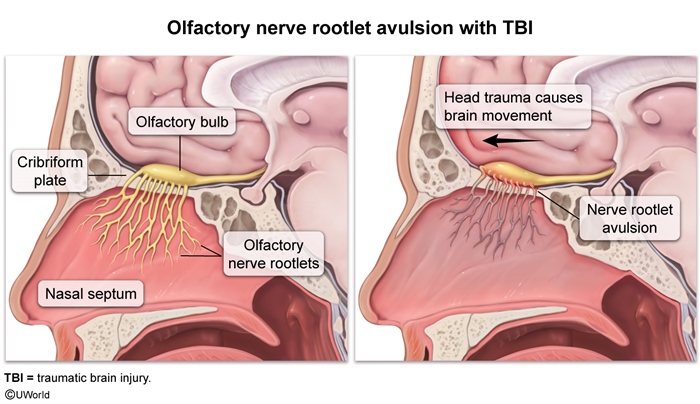 Olfactory nerve rootlet avulsion with TBI
Olfactory bulb
Cribriform
plate
Olfactory
nerve rootlets
Nasal septum
Head trauma causes
brain movement
Nerve rootlet
avulsion
TBI = traumatic brain injury.
©UWorld